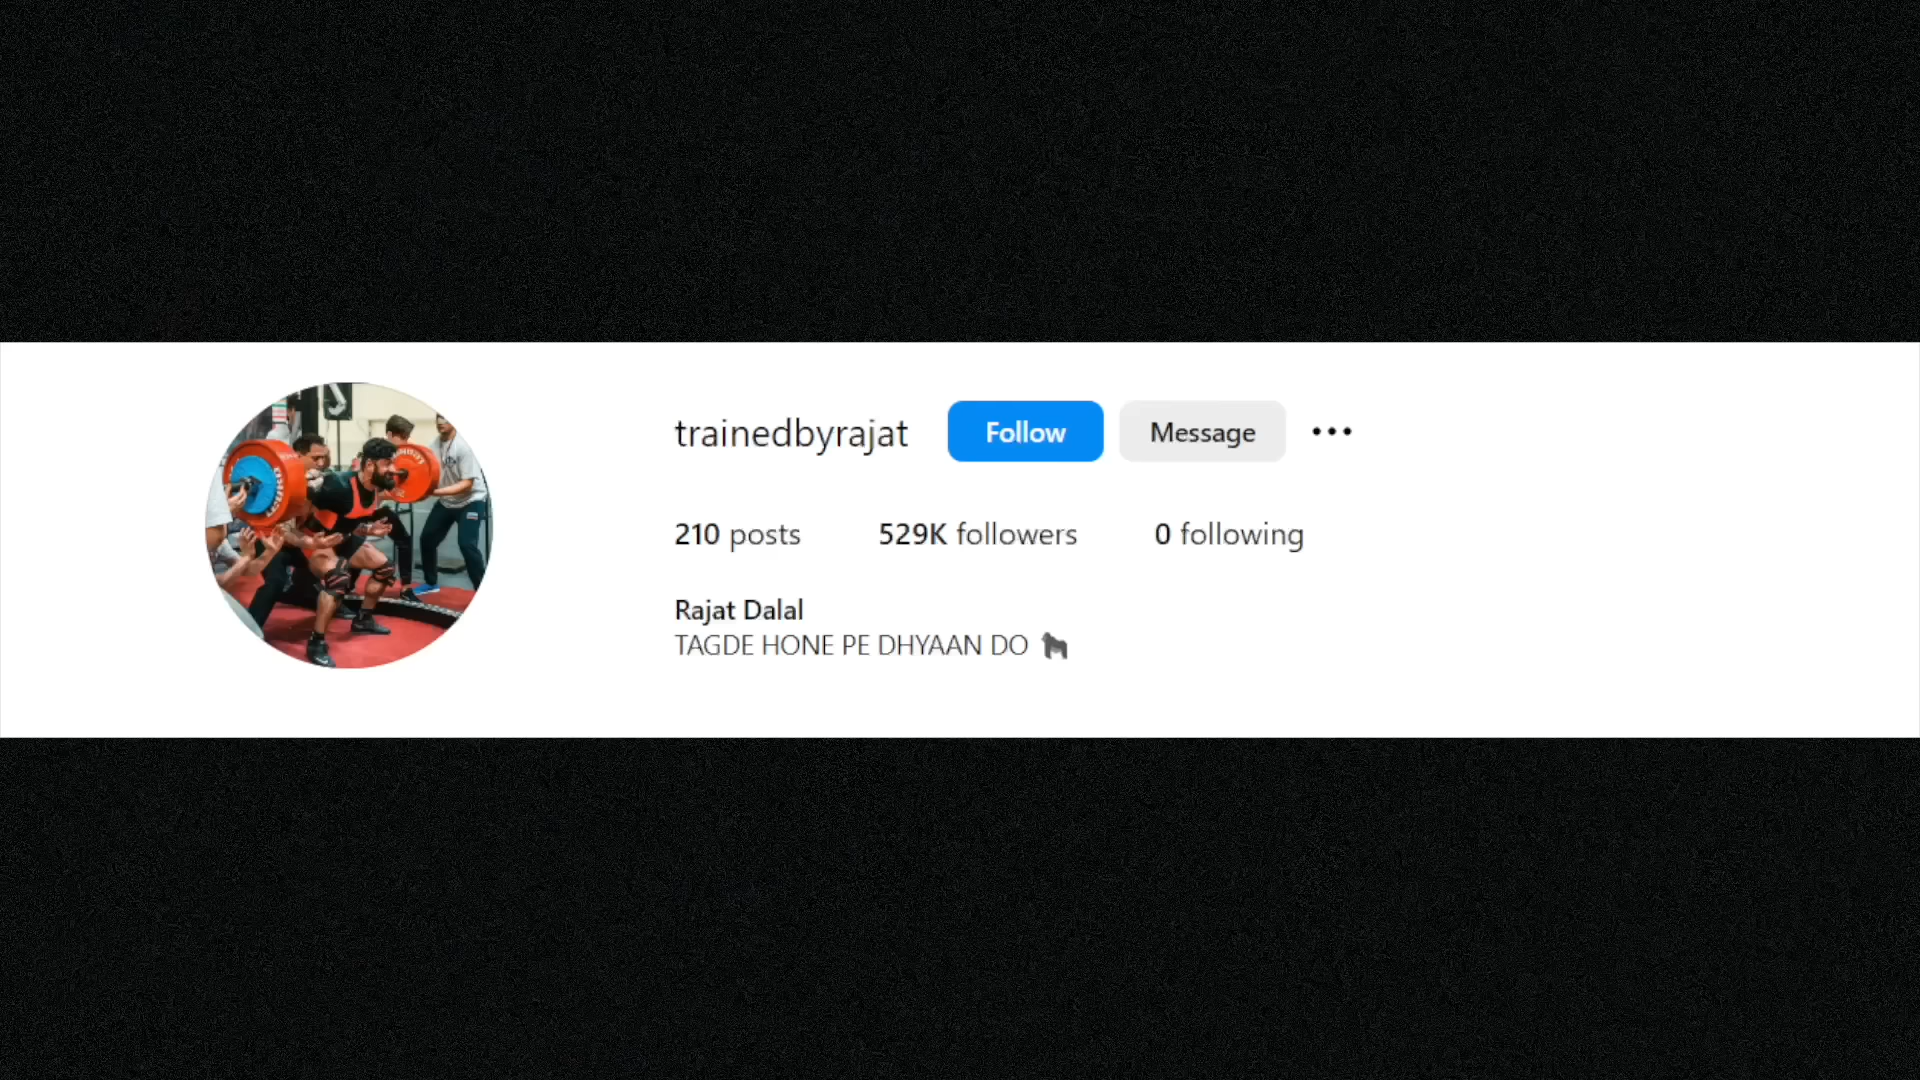 trainedbyrajat Follow Message
210 posts 529K followers 0 following
Rajat Dalal
TAGDE HONE PE DHYAAN DO 🦍